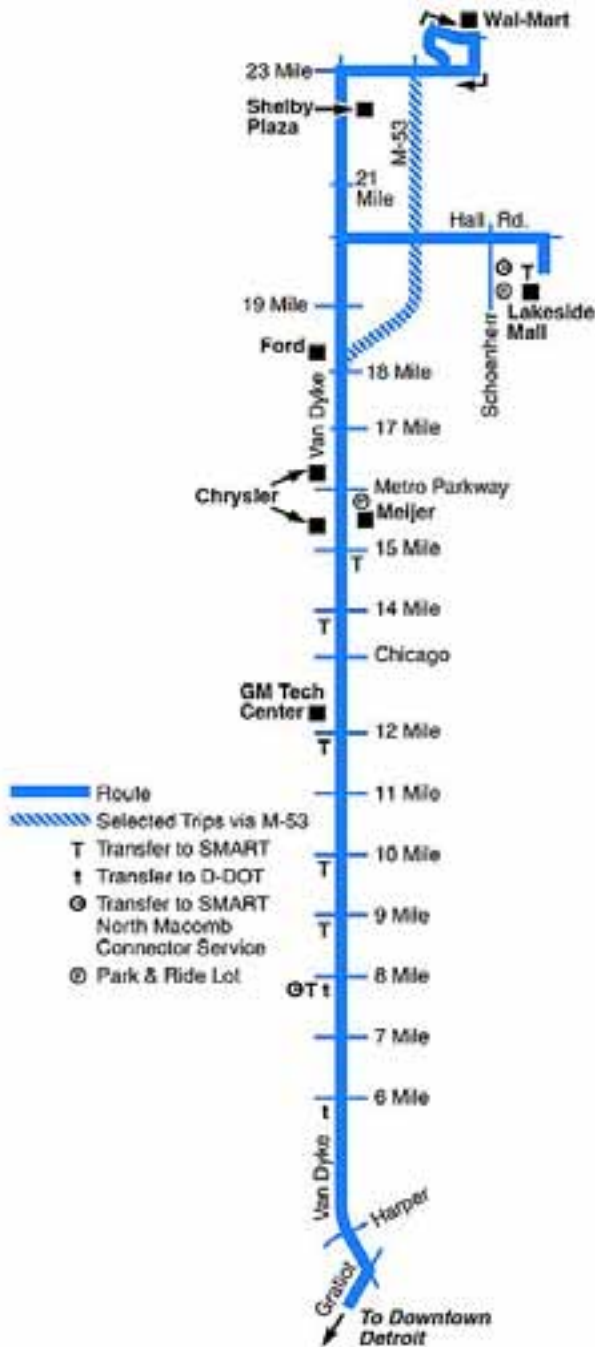 Wal-Mart
23 Mile
Shelby
Plaza
M-53
21
Mile
Hall Rd.
G T
P
19 Mile
Lakeside
Mall
Schoenherr
Ford
18 Mile
Van Dyke
17 Mile
Metro Parkway
Chrysler
P
Meijer
15 Mile
T
14 Mile
T
Chicago
GM Tech
Center
12 Mile
T
Route
11 Mile
Selected Trips via M-53
T Transfer to SMART
10 Mile
T
t Transfer to D-DOT
G Transfer to SMART
North Macomb
Connector Service
9 Mile
T
P Park & Ride Lot
8 Mile
G T t
7 Mile
6 Mile
t
Van Dyke
Harper
Gratiot
To Downtown
Detroit